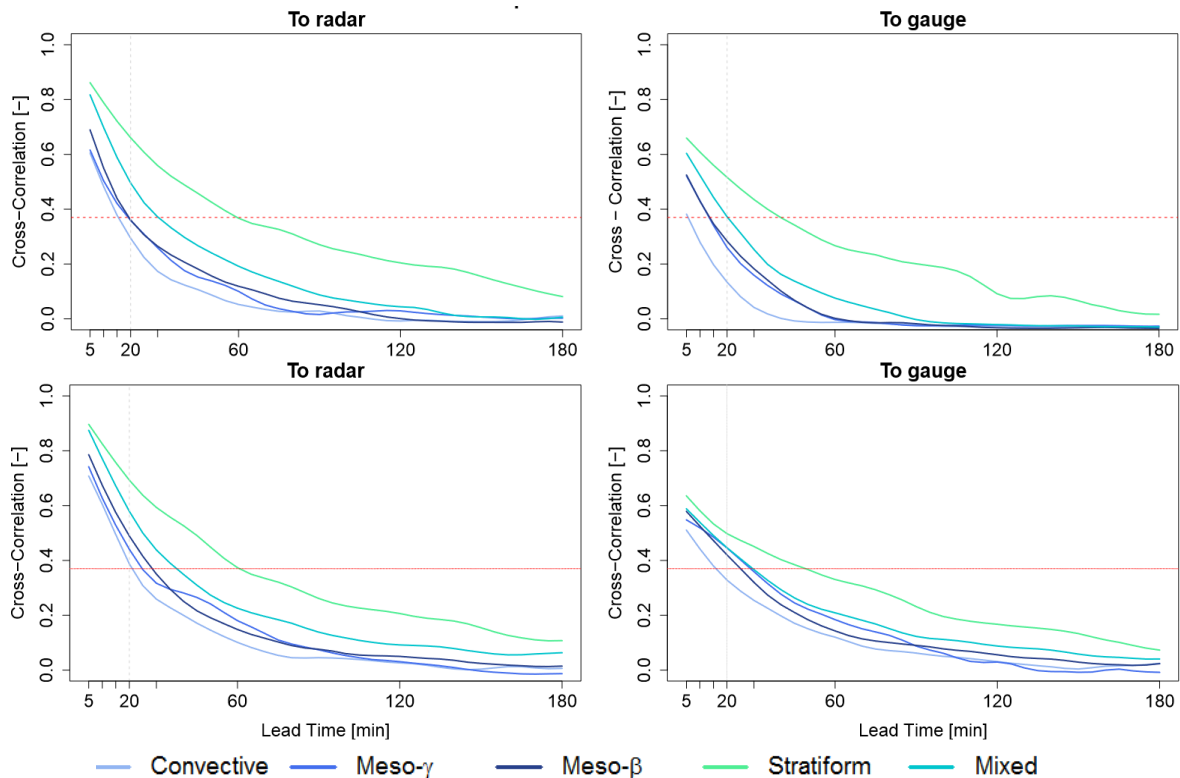 To radar
To gauge
Cross-Correlation [-]
1.0
0.8
0.6
0.4
0.2
0.0
5 20 60 120 180
Cross - Correlation [-]
1.0
0.8
0.6
0.4
0.2
0.0
5 20 60 120 180
To radar
To gauge
Cross-Correlation [-]
1.0
0.8
0.6
0.4
0.2
0.0
5 20 60 120 180
Lead Time [min]
Cross-Correlation [-]
1.0
0.8
0.6
0.4
0.2
0.0
5 20 60 120 180
Lead Time [min]
Convective Meso-γ Meso-β Stratiform Mixed